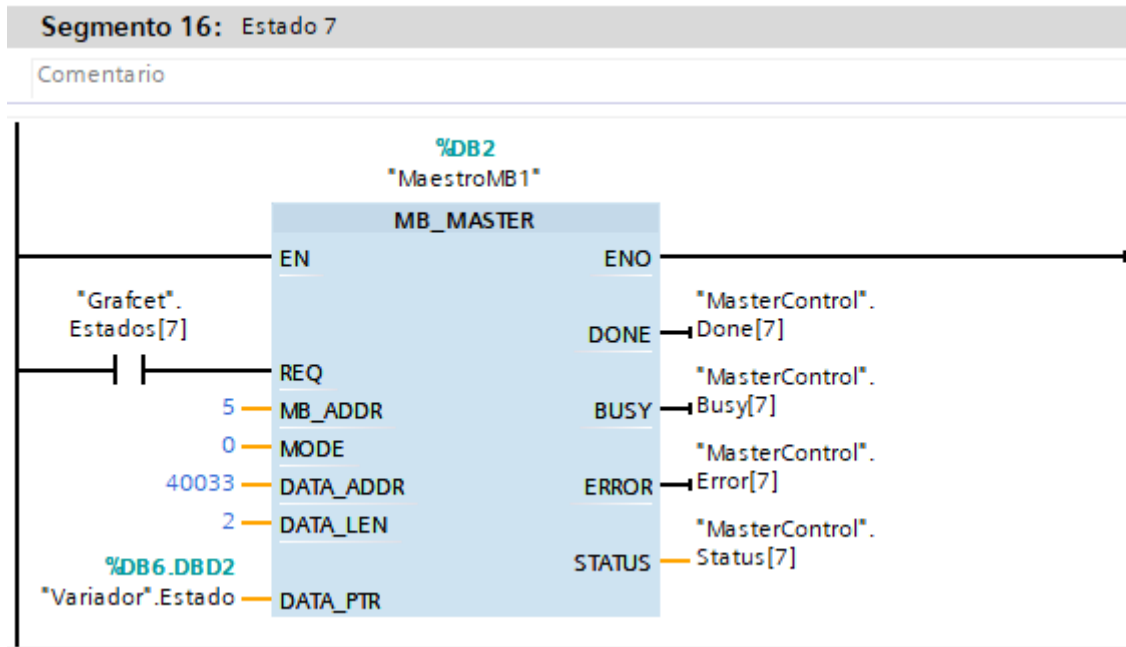 Segmento 16: Estado 7
Comentario
%DB2
"MaestroMB1"
MB_MASTER
EN ENO
"Grafcet".
Estados[7]
"MasterControl".
DONE Done[7]
REQ
"MasterControl".
5 MB_ADDR BUSY Busy[7]
0 MODE
"MasterControl".
40033 DATA_ADDR ERROR Error[7]
2 DATA_LEN
"MasterControl".
%DB6.DBD2 STATUS Status[7]
"Variador".Estado DATA_PTR